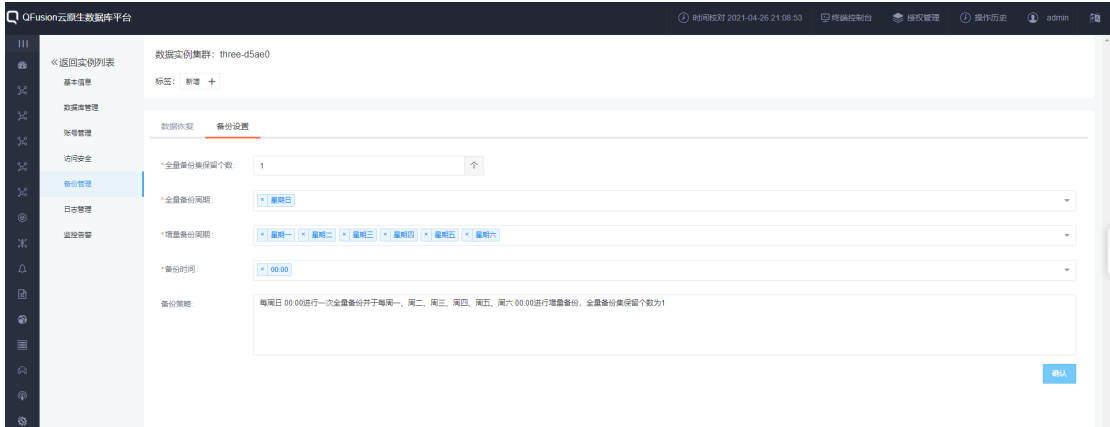 QFusion云原生数据库平台
时间校对 2021-04-26 21:08:53
终端控制台
授权管理
操作历史
admin
«返回实例列表
基本信息
数据库管理
账号管理
访问安全
备份管理
日志管理
监控告警
数据实例集群：three-d5ae0
标签： 新增 +
数据恢复 备份设置
*全量备份集保留个数: 1 个
*全量备份周期: × 星期日
*增量备份周期: × 星期一 × 星期二 × 星期三 × 星期四 × 星期五 × 星期六
*备份时间: × 00:00
备份策略: 每周日 00:00进行一次全量备份并于每周一、周二、周三、周四、周五、周六 00:00进行增量备份，全量备份集保留个数为1
确认